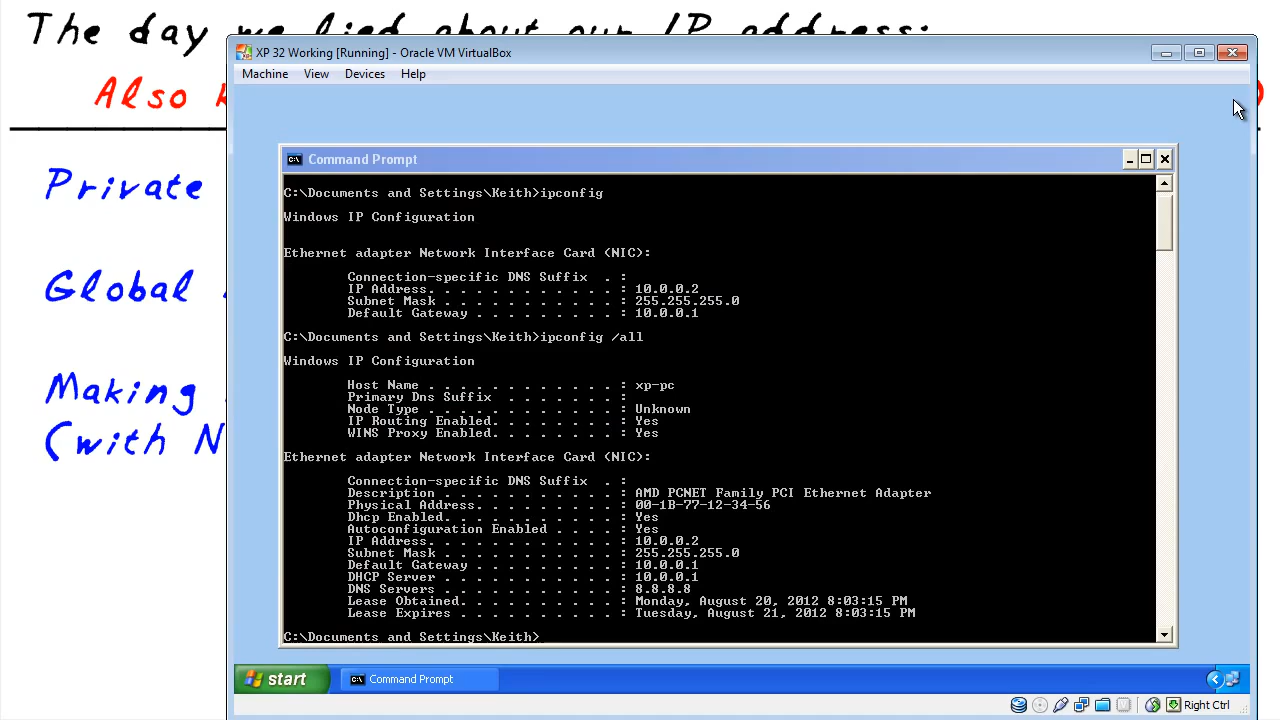 The day we lied about our IP address:
Also
Private
Global
Making
(with N
XP 32 Working [Running] - Oracle VM VirtualBox
Machine View Devices Help
Command Prompt
C:\Documents and Settings\Keith>ipconfig
Windows IP Configuration
Ethernet adapter Network Interface Card (NIC):
Connection-specific DNS Suffix . :
IP Address. . . . . . . . . . . . : 10.0.0.2
Subnet Mask . . . . . . . . . . . : 255.255.255.0
Default Gateway . . . . . . . . . : 10.0.0.1
C:\Documents and Settings\Keith>ipconfig /all
Windows IP Configuration
Host Name . . . . . . . . . . . . : xp-pc
Primary Dns Suffix . . . . . . . :
Node Type . . . . . . . . . . . . : Unknown
IP Routing Enabled. . . . . . . . : Yes
WINS Proxy Enabled. . . . . . . . : Yes
Ethernet adapter Network Interface Card (NIC):
Connection-specific DNS Suffix . :
Description . . . . . . . . . . . : AMD PCNET Family PCI Ethernet Adapter
Physical Address. . . . . . . . . : 00-1B-77-12-34-56
Dhcp Enabled. . . . . . . . . . . : Yes
Autoconfiguration Enabled . . . . : Yes
IP Address. . . . . . . . . . . . : 10.0.0.2
Subnet Mask . . . . . . . . . . . : 255.255.255.0
Default Gateway . . . . . . . . . : 10.0.0.1
DHCP Server . . . . . . . . . . . : 10.0.0.1
DNS Servers . . . . . . . . . . . : 8.8.8.8
Lease Obtained. . . . . . . . . . : Monday, August 20, 2012 8:03:15 PM
Lease Expires . . . . . . . . . . : Tuesday, August 21, 2012 8:03:15 PM
C:\Documents and Settings\Keith>
start
Command Prompt
Right Ctrl